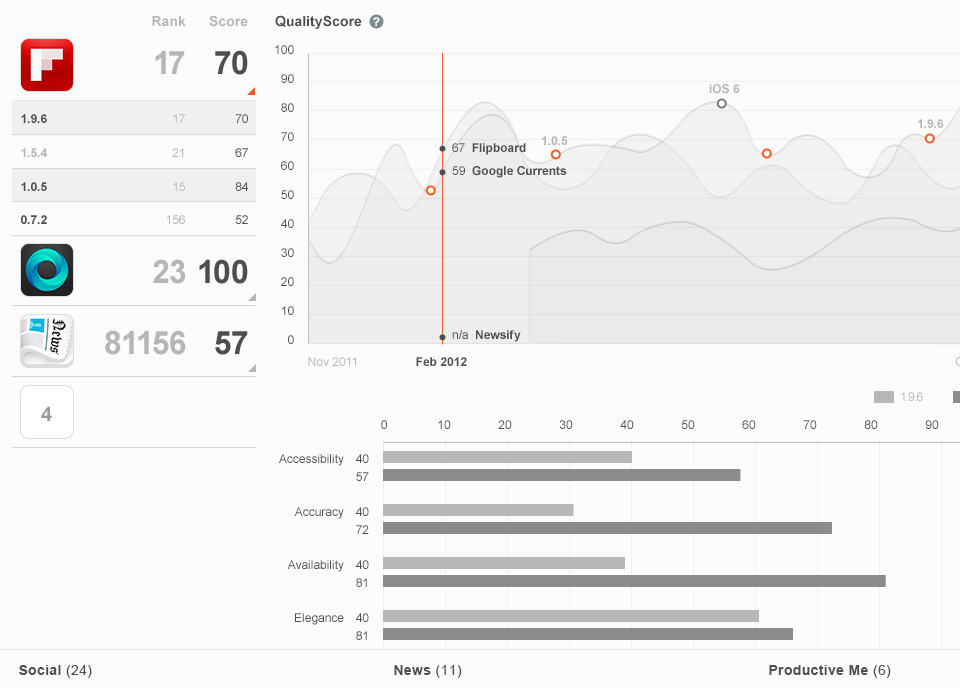 Rank Score
17 70
1.9.6 17 70
1.5.4 21 67
1.0.5 15 84
0.7.2 156 52
23 100
News
81156 57
4
QualityScore ?
100
90
80
70
60
50
40
30
20
10
0
iOS 6
1.9.6
1.0.5
67 Flipboard
59 Google Currents
n/a Newsify
Nov 2011 Feb 2012
1.9.6
0 10 20 30 40 50 60 70 80 90
Accessibility 40
57
Accuracy 40
72
Availability 40
81
Elegance 40
81
Social (24) News (11) Productive Me (6)